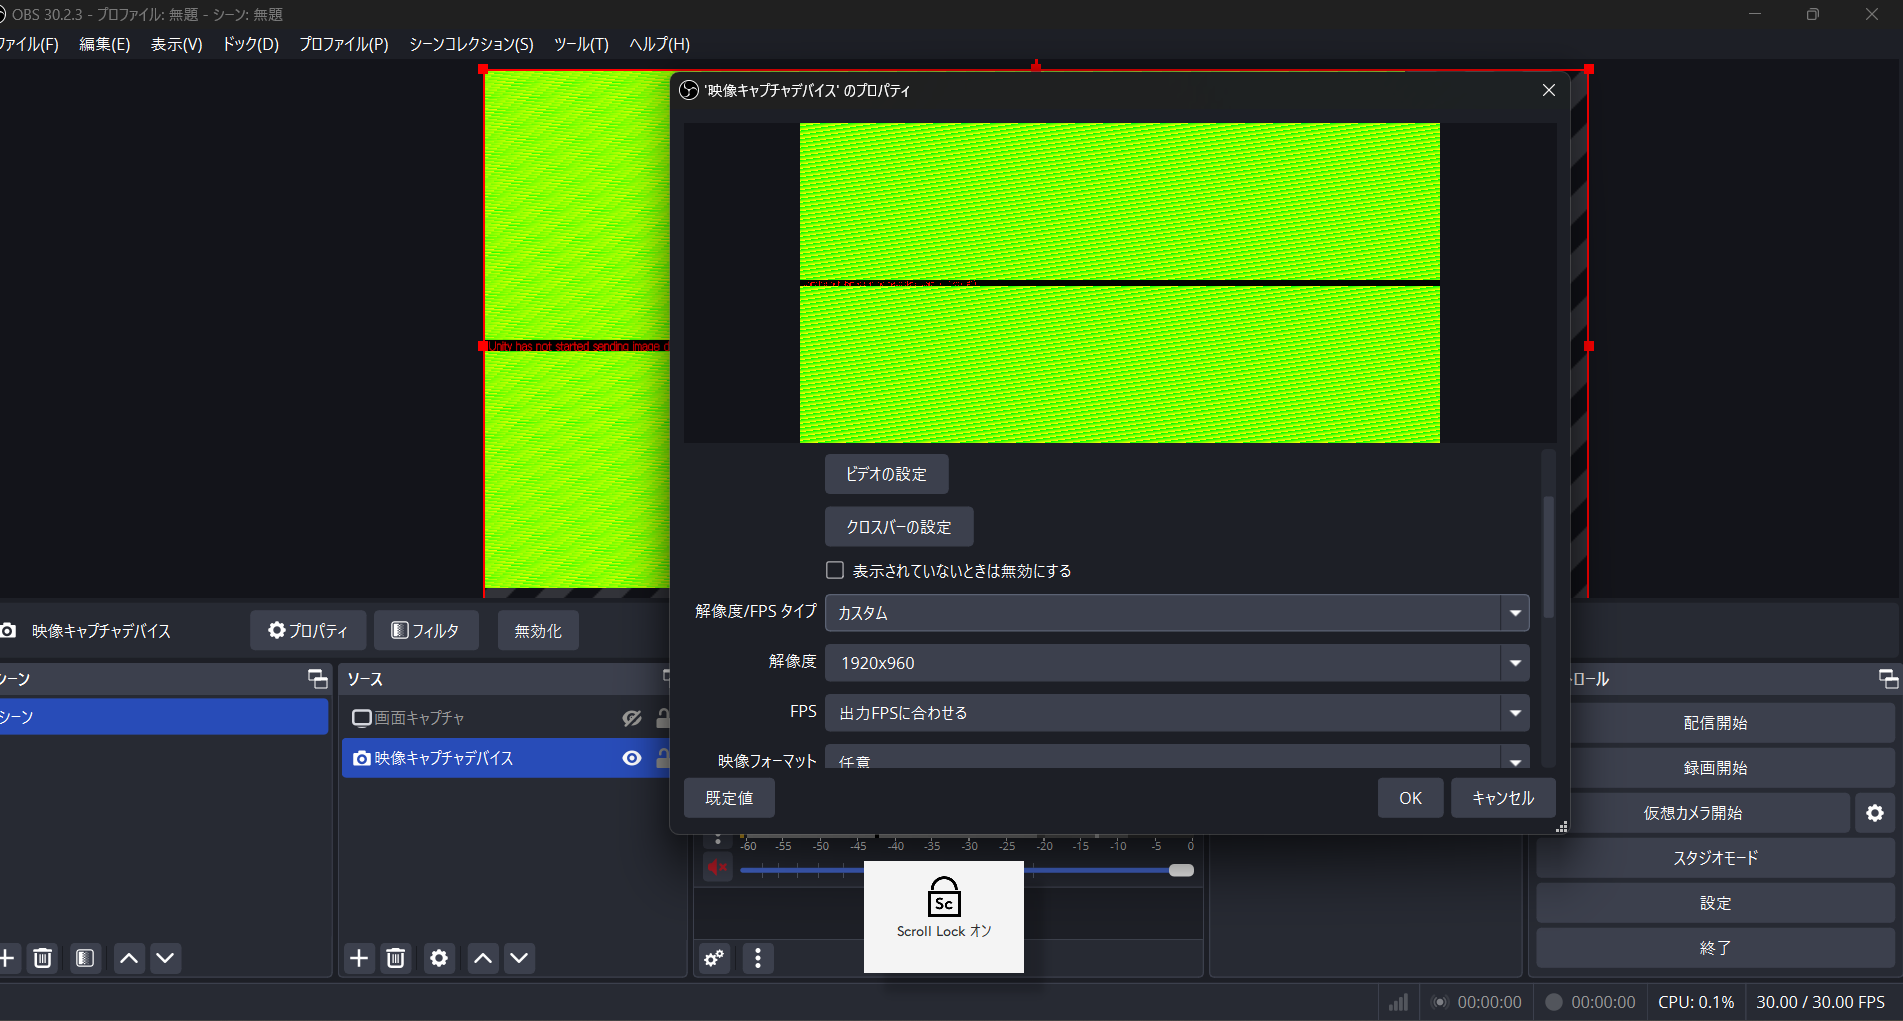 OBS 30.2.3 - プロファイル: 無題 - シーン: 無題
ファイル(F) 編集(E) 表示(V) ドック(D) プロファイル(P) シーンコレクション(S) ツール(T) ヘルプ(H)
'映像キャプチャデバイス' のプロパティ
Unity has not started sending image d
ビデオの設定
クロスバーの設定
表示されていないときは無効にする
解像度/FPS タイプ カスタム
解像度 1920x960
FPS 出力FPSに合わせる
映像フォーマット 任意
既定値 OK キャンセル
映像キャプチャデバイス プロパティ フィルタ 無効化
シーン
シーン
ソース
画面キャプチャ
映像キャプチャデバイス
-60 -55 -50 -45 -40 -35 -30 -25 -20 -15 -10 -5 0
Sc
Scroll Lock オン
トロール
配信開始
録画開始
仮想カメラ開始
スタジオモード
設定
終了
00:00:00 00:00:00 CPU: 0.1% 30.00 / 30.00 FPS